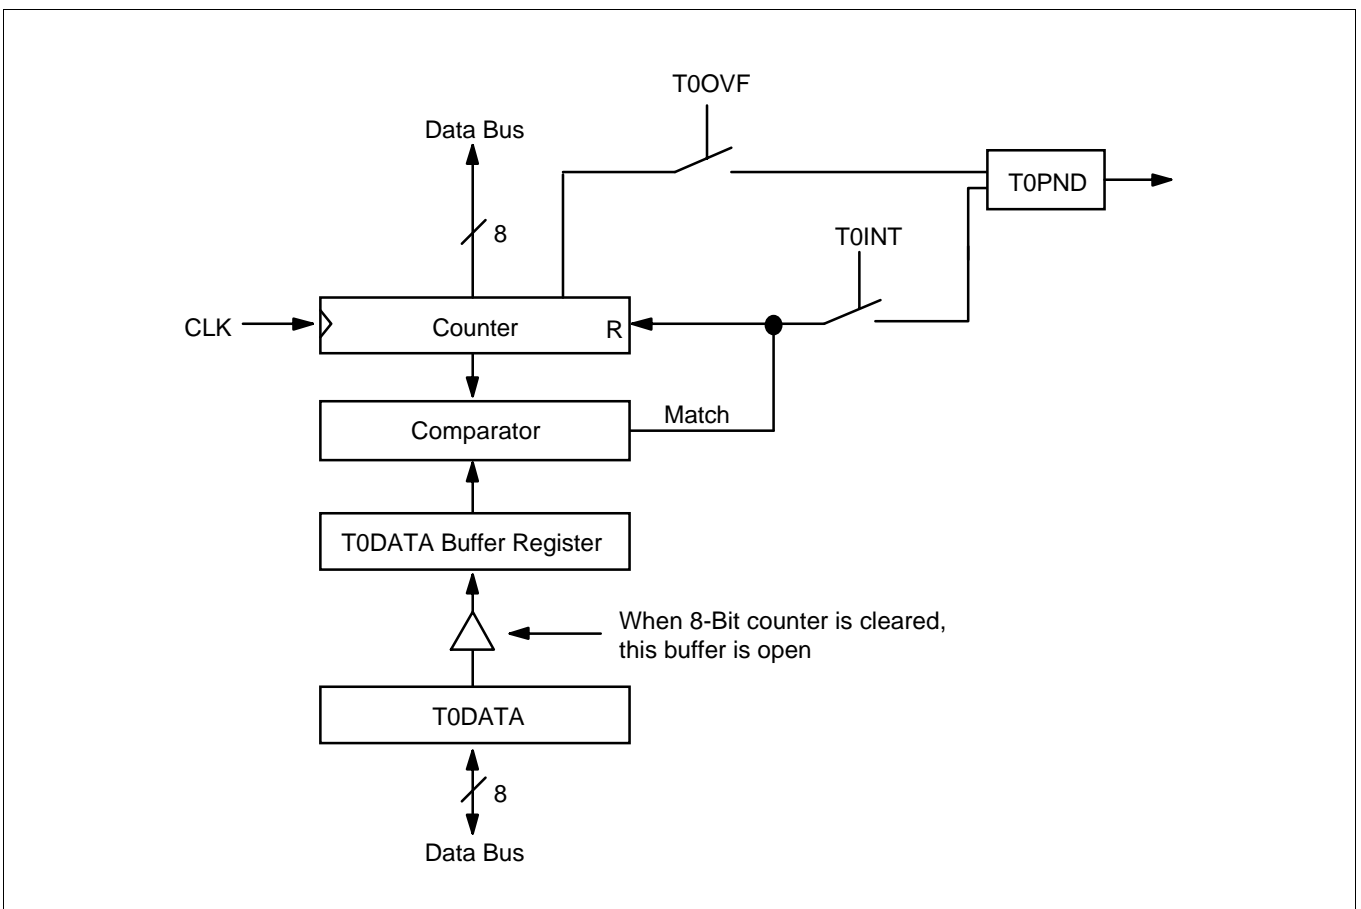 T0OVF
Data Bus
T0PND
8
T0INT
CLK
Counter
R
Match
Comparator
T0DATA Buffer Register
When 8-Bit counter is cleared,
this buffer is open
T0DATA
8
Data Bus